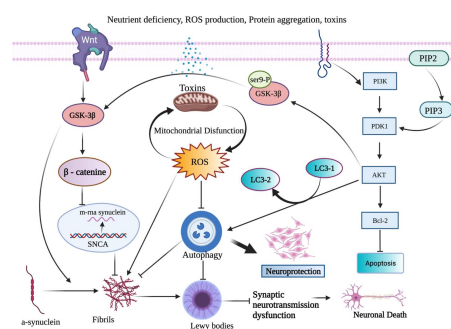 Neutrient deficiency, ROS production, Protein aggregation, toxins
Wnt
PIP2
ser9-P
GSK-3β
PI3K
Toxins
GSK-3β
PIP3
Mitochondrial Disfunction
PDK1
ROS
β - catenine
LC3-1
LC3-2
AKT
m-rna synuclein
SNCA
Bcl-2
Autophagy
Neuroprotection
Apoptosis
a-synuclein
Fibrils
Lewy bodies
Synaptic
neurotransmission
dysfunction
Neuronal Death